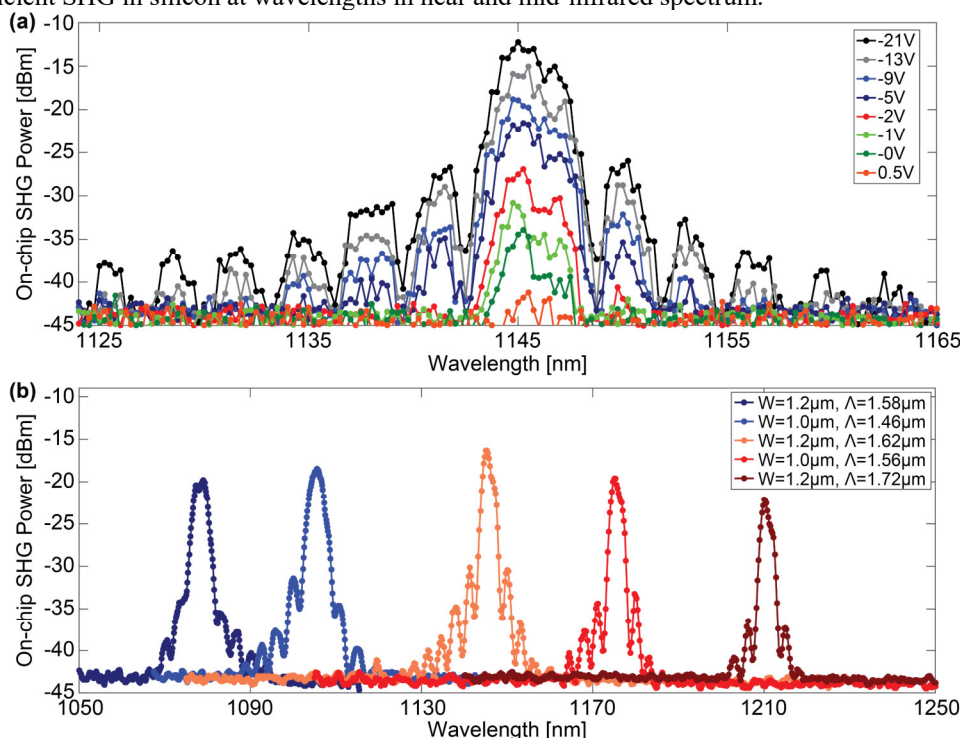 cient SHG in silicon at wavelengths in near and mid-infrared spectrum.
(a)
On-chip SHG Power [dBm]
-10
-15
-20
-25
-30
-35
-40
-45
-21V
-13V
-9V
-5V
-2V
-1V
-0V
0.5V
1125 1135 1145 1155 1165
Wavelength [nm]
(b)
On-chip SHG Power [dBm]
-10
-15
-20
-25
-30
-35
-40
-45
W=1.2µm, Λ=1.58µm
W=1.0µm, Λ=1.46µm
W=1.2µm, Λ=1.62µm
W=1.0µm, Λ=1.56µm
W=1.2µm, Λ=1.72µm
1050 1090 1130 1170 1210 1250
Wavelength [nm]